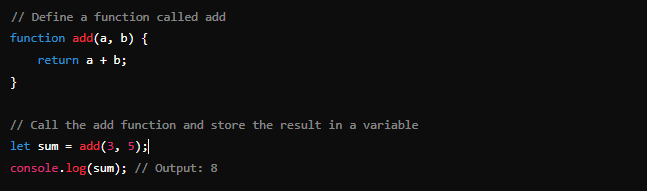 // Define a function called add
function add(a, b) {
    return a + b;
}
// Call the add function and store the result in a variable
let sum = add(3, 5);
console.log(sum); // Output: 8